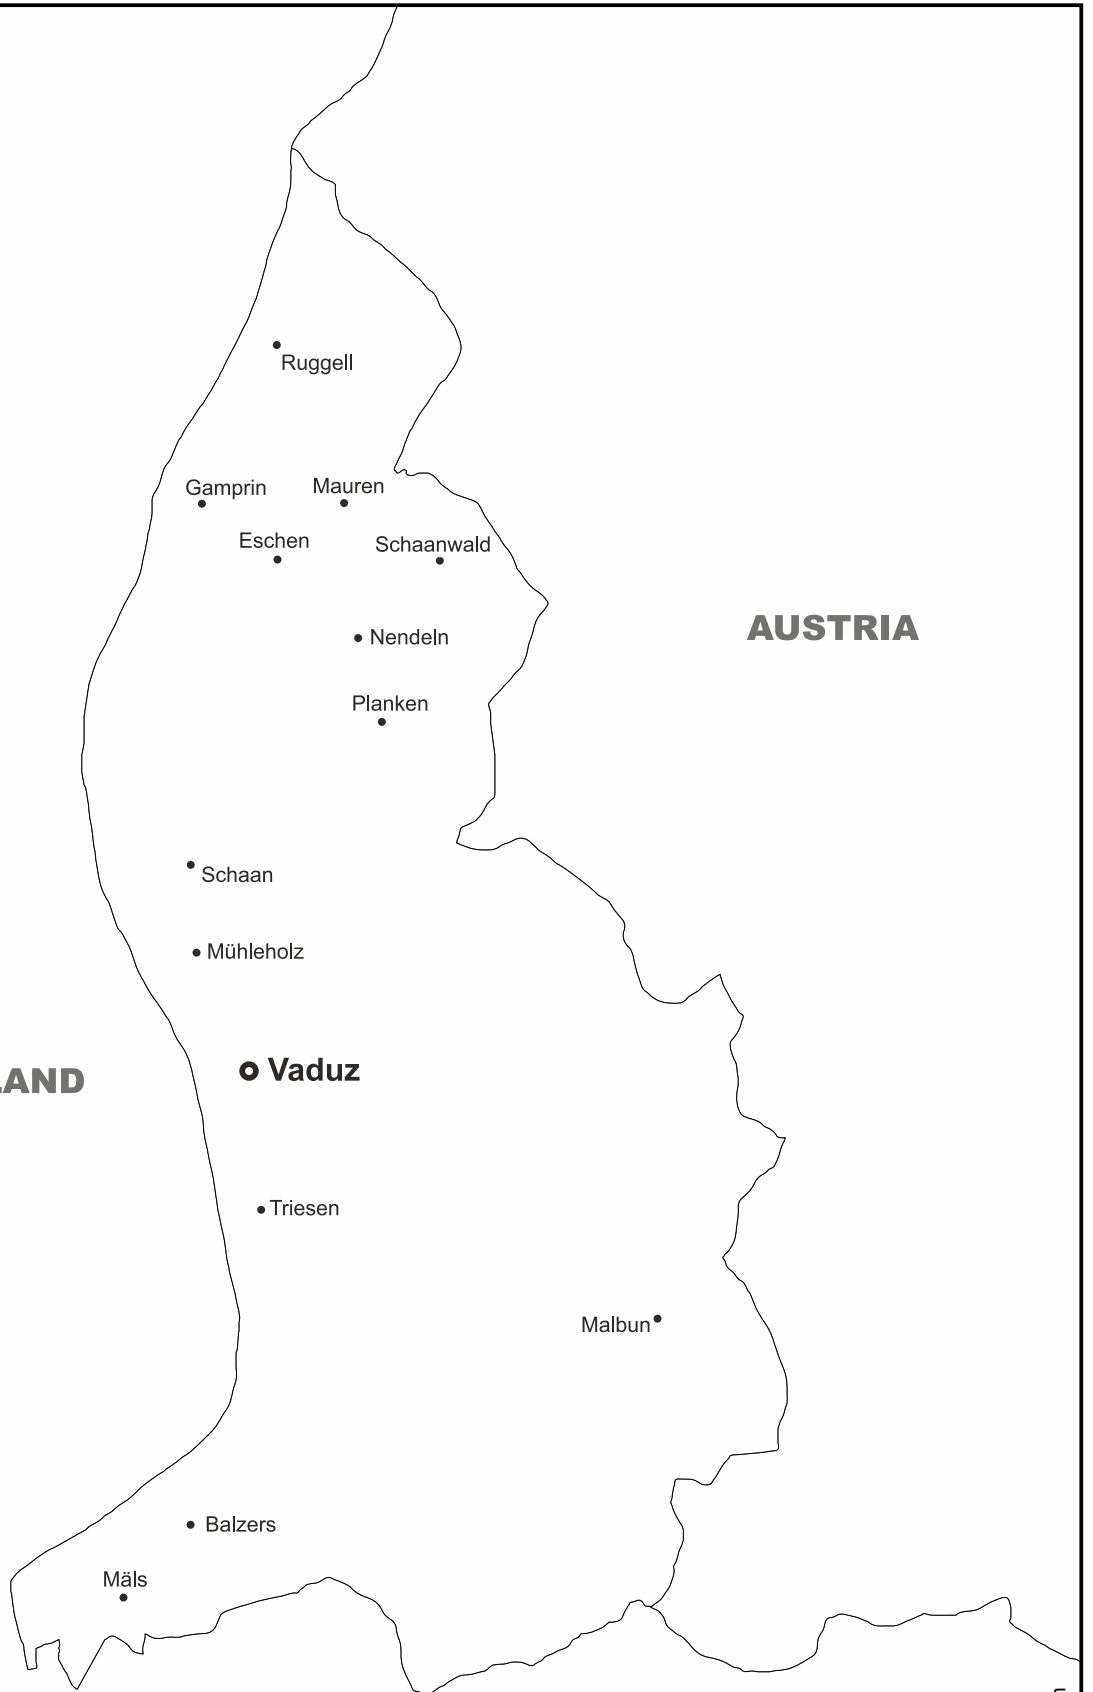 Ruggell
Gamprin
Mauren
Eschen
Schaanwald
AUSTRIA
Nendeln
Planken
Schaan
Mühleholz
Vaduz
LAND
Triesen
Malbun
Balzers
Mäls